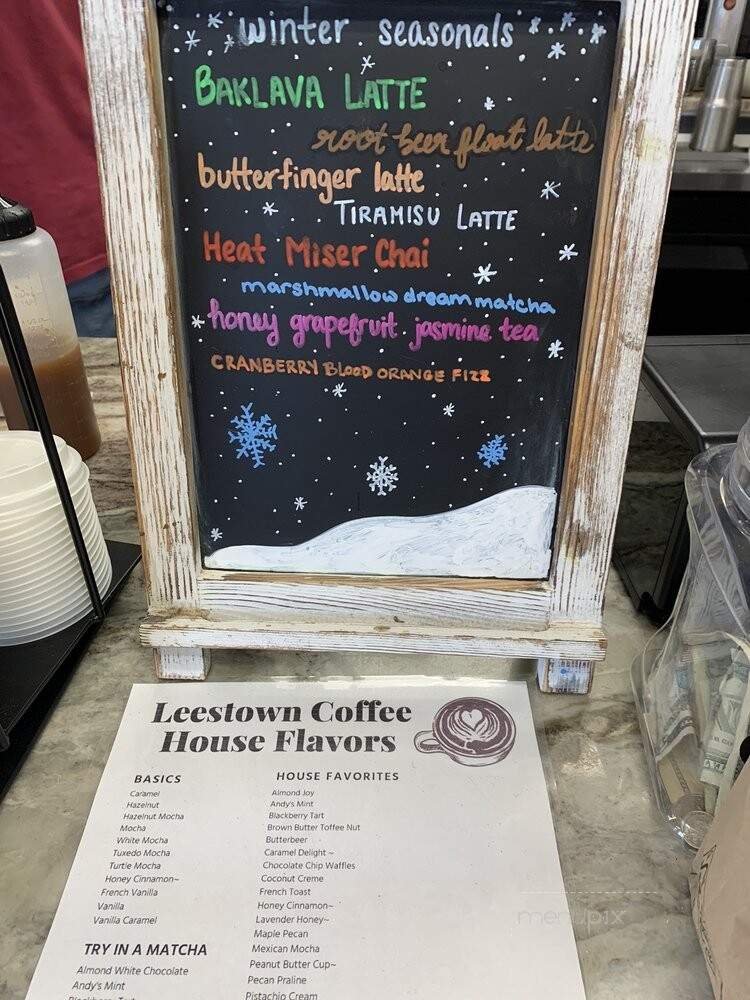 winter seasonals
BAKLAVA LATTE
root beer float latte
butterfinger latte
TIRAMISU LATTE
Heat Miser Chai
marshmallow dream matcha
honey grapefruit jasmine tea
CRANBERRY BLOOD ORANGE FIZZ
Leestown Coffee
House Flavors
BASICS
Caramel
Hazelnut
Hazelnut Mocha
Mocha
White Mocha
Tuxedo Mocha
Turtle Mocha
Honey Cinnamon~
French Vanilla
Vanilla
Vanilla Caramel
TRY IN A MATCHA
Almond White Chocolate
Andy's Mint
Blackberry Tart
HOUSE FAVORITES
Almond Joy
Andy's Mint
Blackberry Tart
Brown Butter Toffee Nut
Butterbeer
Caramel Delight ~
Chocolate Chip Waffles
Coconut Creme
French Toast
Honey Cinnamon~
Lavender Honey~
Maple Pecan
Mexican Mocha
Peanut Butter Cup~
Pecan Praline
Pistachio Cream
menupix